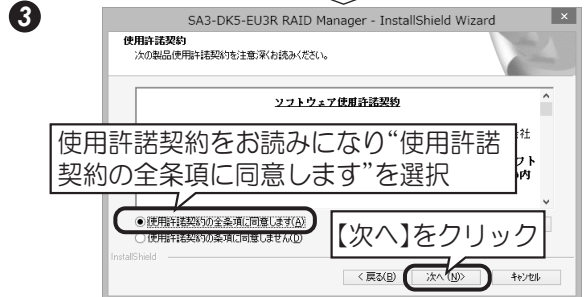 3
SA3-DK5-EU3R RAID Manager - InstallShield Wizard
使用許諾契約
次の製品使用許諾契約を注意深くお読みください。
ソフトウェア使用許諾契約
社
使用許諾契約をお読みになり“使用許諾
契約の全条項に同意します”を選択
フト
内
使用許諾契約の全条項に同意します(A)
使用許諾契約の条項に同意しません(D)
【次へ】をクリック
InstallShield
< 戻る(B)
次へ(N)>
キャンセル